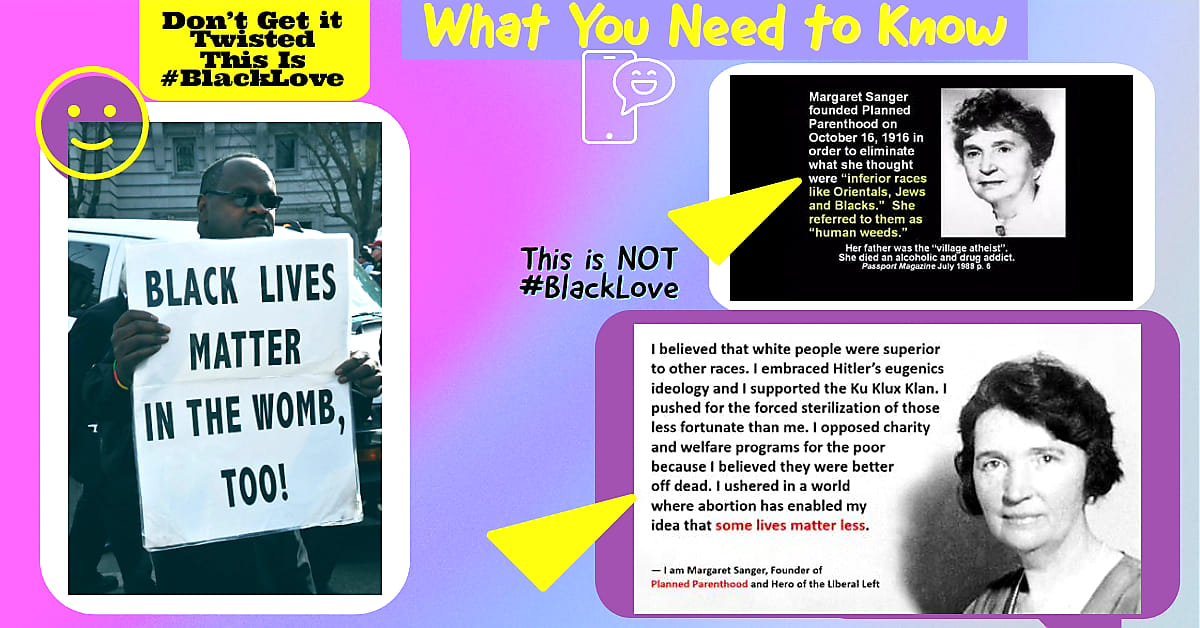 Don't Get it
Twisted
This Is
#BlackLove
What You Need to Know
BLACK LIVES
MATTER
IN THE WOMB,
TOO!
This is NOT
#BlackLove
Margaret Sanger
founded Planned
Parenthood on
October 16, 1916 in
order to eliminate
what she thought
were "inferior races
like Orientals, Jews
and Blacks." She
referred to them as
"human weeds."
Her father was the "village atheist".
She died an alcoholic and drug addict.
Passport Magazine July 1988 p. 6
I believed that white people were superior
to other races. I embraced Hitler's eugenics
ideology and I supported the Ku Klux Klan. I
pushed for the forced sterilization of those
less fortunate than me. I opposed charity
and welfare programs for the poor
because I believed they were better
off dead. I ushered in a world
where abortion has enabled my
idea that some lives matter less.
— I am Margaret Sanger, Founder of
Planned Parenthood and Hero of the Liberal Left